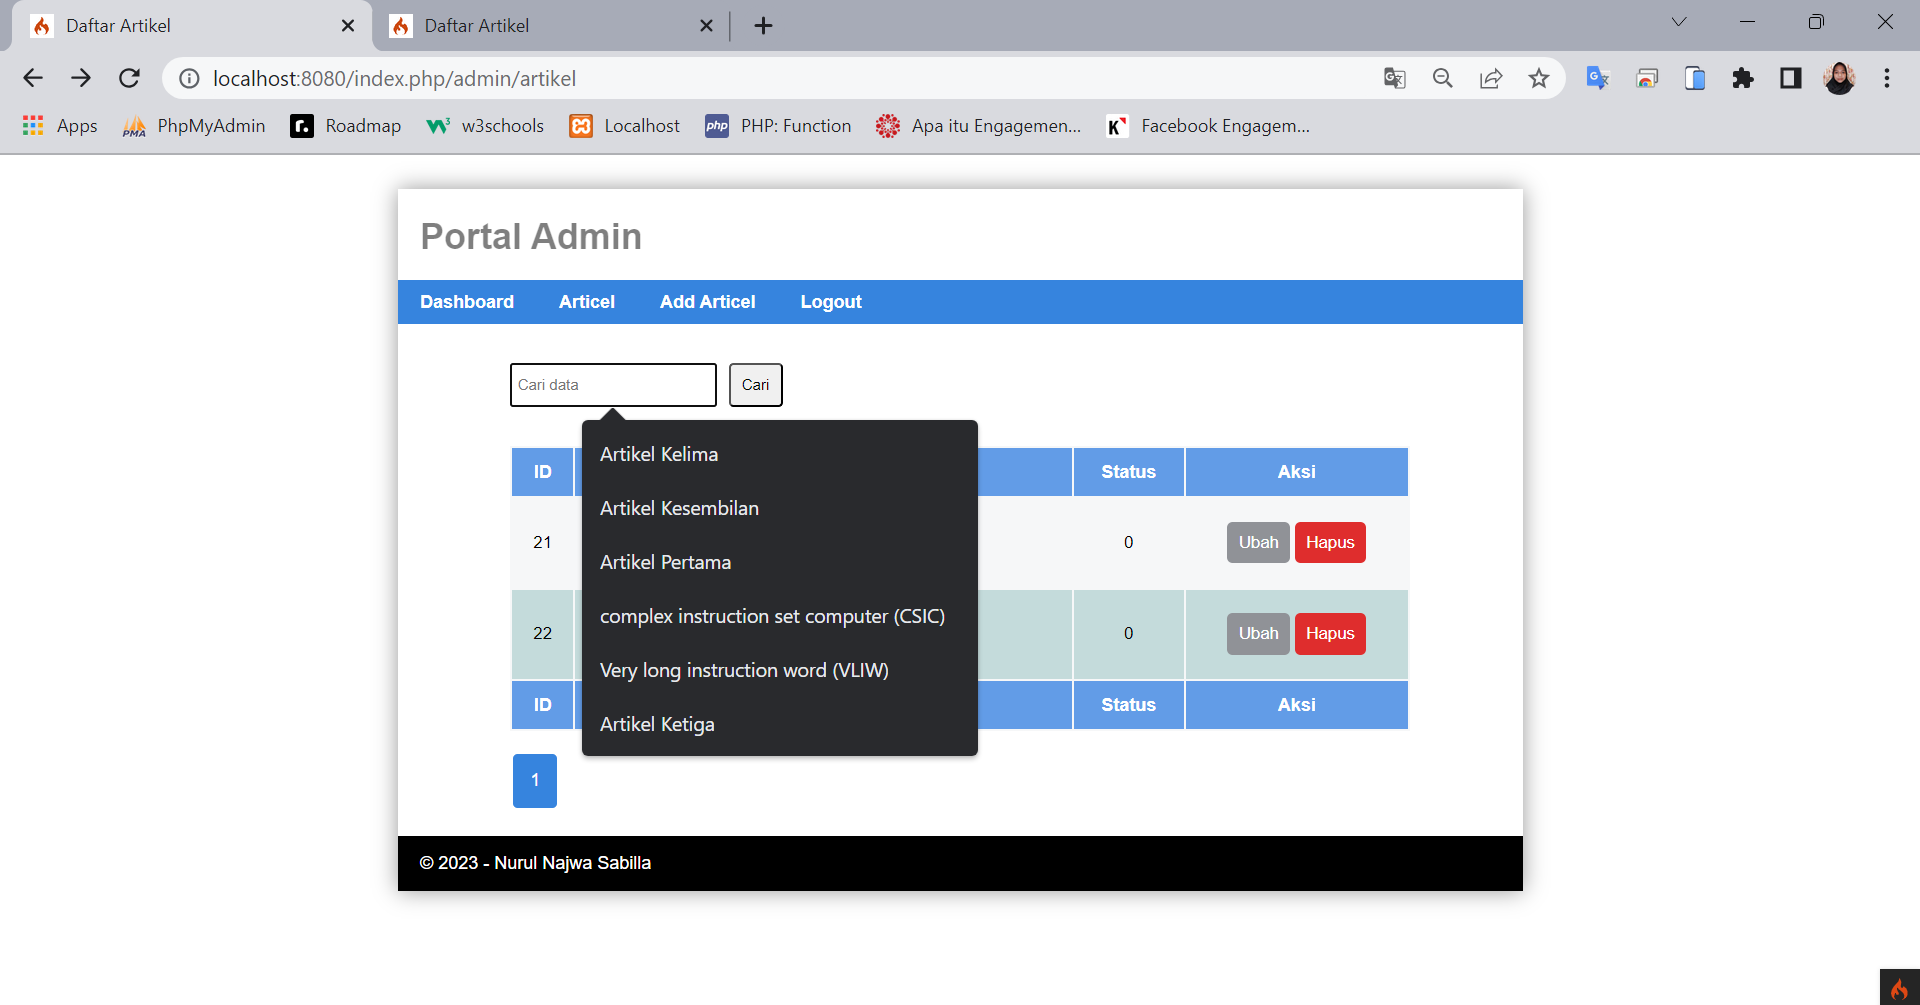 Daftar Artikel
Daftar Artikel
localhost:8080/index.php/admin/artikel
Apps
PMA PhpMyAdmin
r. Roadmap
w3schools
Localhost
php PHP: Function
Apa itu Engagemen...
K Facebook Engagem...
Portal Admin
Dashboard Articel Add Articel Logout
Cari data Cari
Artikel Kelima
Artikel Kesembilan
Artikel Pertama
complex instruction set computer (CSIC)
Very long instruction word (VLIW)
Artikel Ketiga
ID Status Aksi
21 0 Ubah Hapus
22 0 Ubah Hapus
ID Status Aksi
1
© 2023 - Nurul Najwa Sabilla